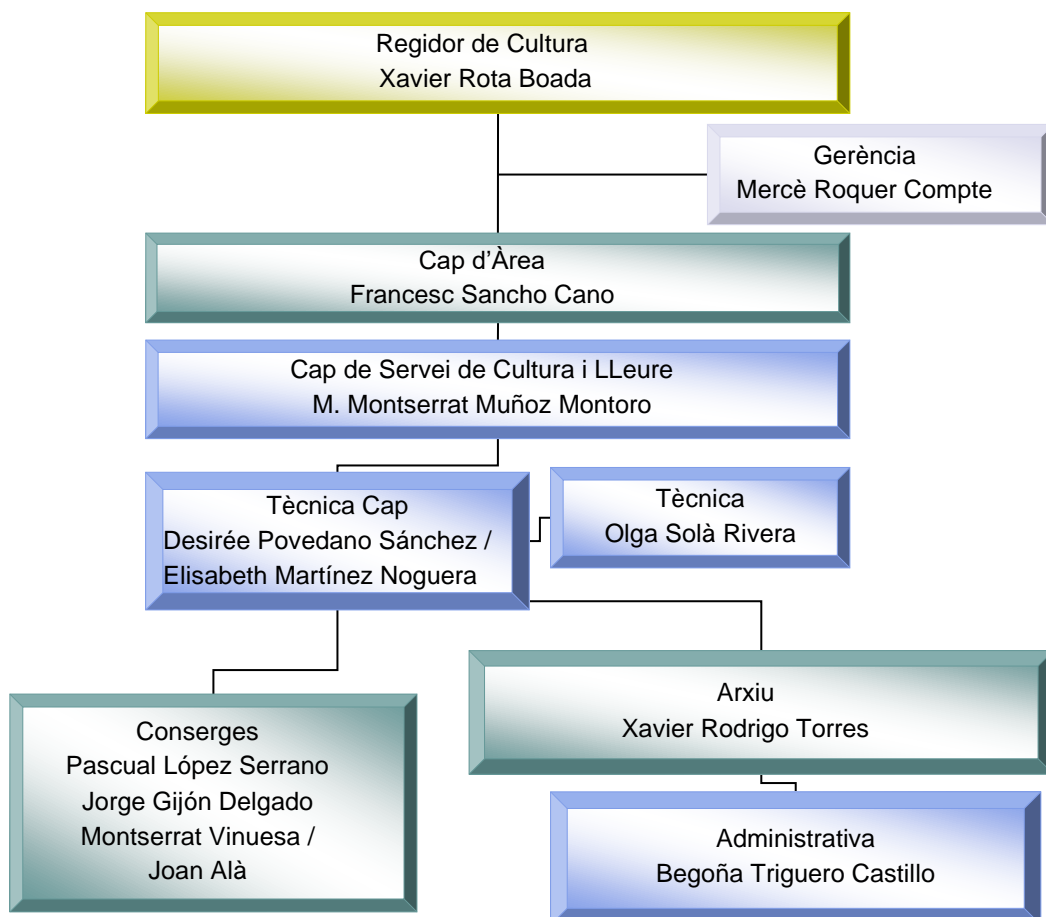 Regidor de Cultura
Xavier Rota Boada
Gerència
Mercè Roquer Compte
Cap d'Àrea
Francesc Sancho Cano
Cap de Servei de Cultura i LLeure
M. Montserrat Muñoz Montoro
Tècnica Cap
Desirée Povedano Sánchez /
Elisabeth Martínez Noguera
Tècnica
Olga Solà Rivera
Conserges
Pascual López Serrano
Jorge Gijón Delgado
Montserrat Vinuesa /
Joan Alà
Arxiu
Xavier Rodrigo Torres
Administrativa
Begoña Triguero Castillo